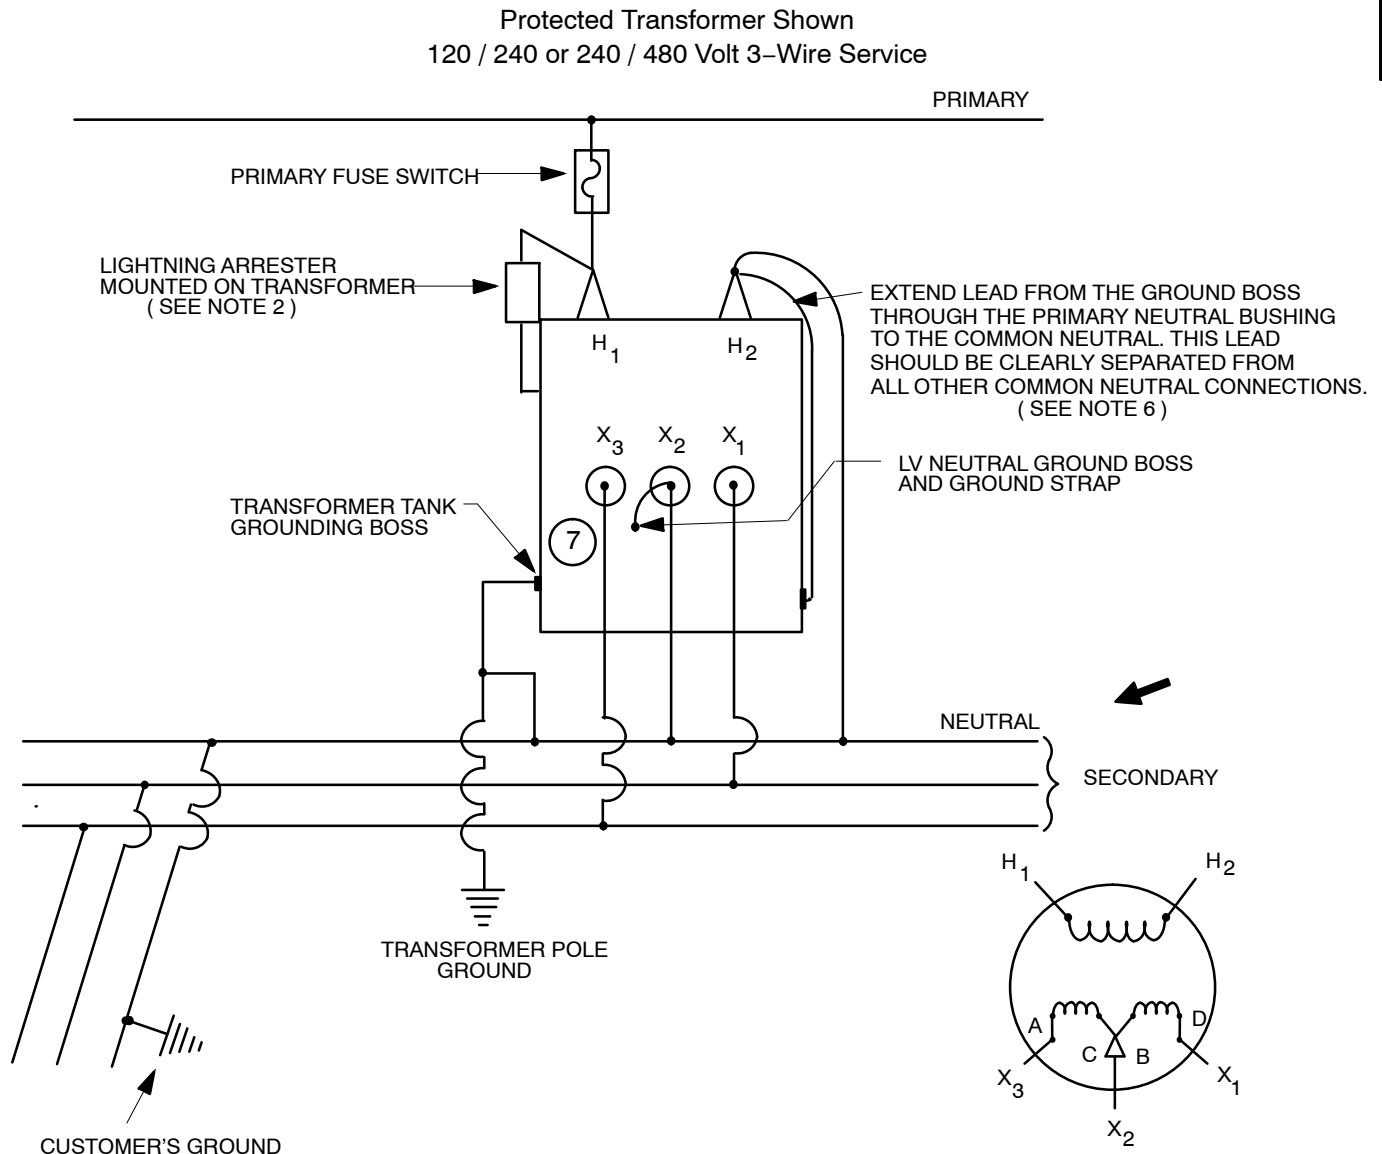 Protected Transformer Shown
120 / 240 or 240 / 480 Volt 3–Wire Service
PRIMARY
PRIMARY FUSE SWITCH
LIGHTNING ARRESTER
MOUNTED ON TRANSFORMER
( SEE NOTE 2 )
EXTEND LEAD FROM THE GROUND BOSS
THROUGH THE PRIMARY NEUTRAL BUSHING
TO THE COMMON NEUTRAL. THIS LEAD
SHOULD BE CLEARLY SEPARATED FROM
ALL OTHER COMMON NEUTRAL CONNECTIONS.
( SEE NOTE 6 )
H1 H2
X3 X2 X1
LV NEUTRAL GROUND BOSS
AND GROUND STRAP
TRANSFORMER TANK
GROUNDING BOSS
7
NEUTRAL
SECONDARY
TRANSFORMER POLE
GROUND
H1 H2
A D
C B
X3 X1
X2
CUSTOMER'S GROUND